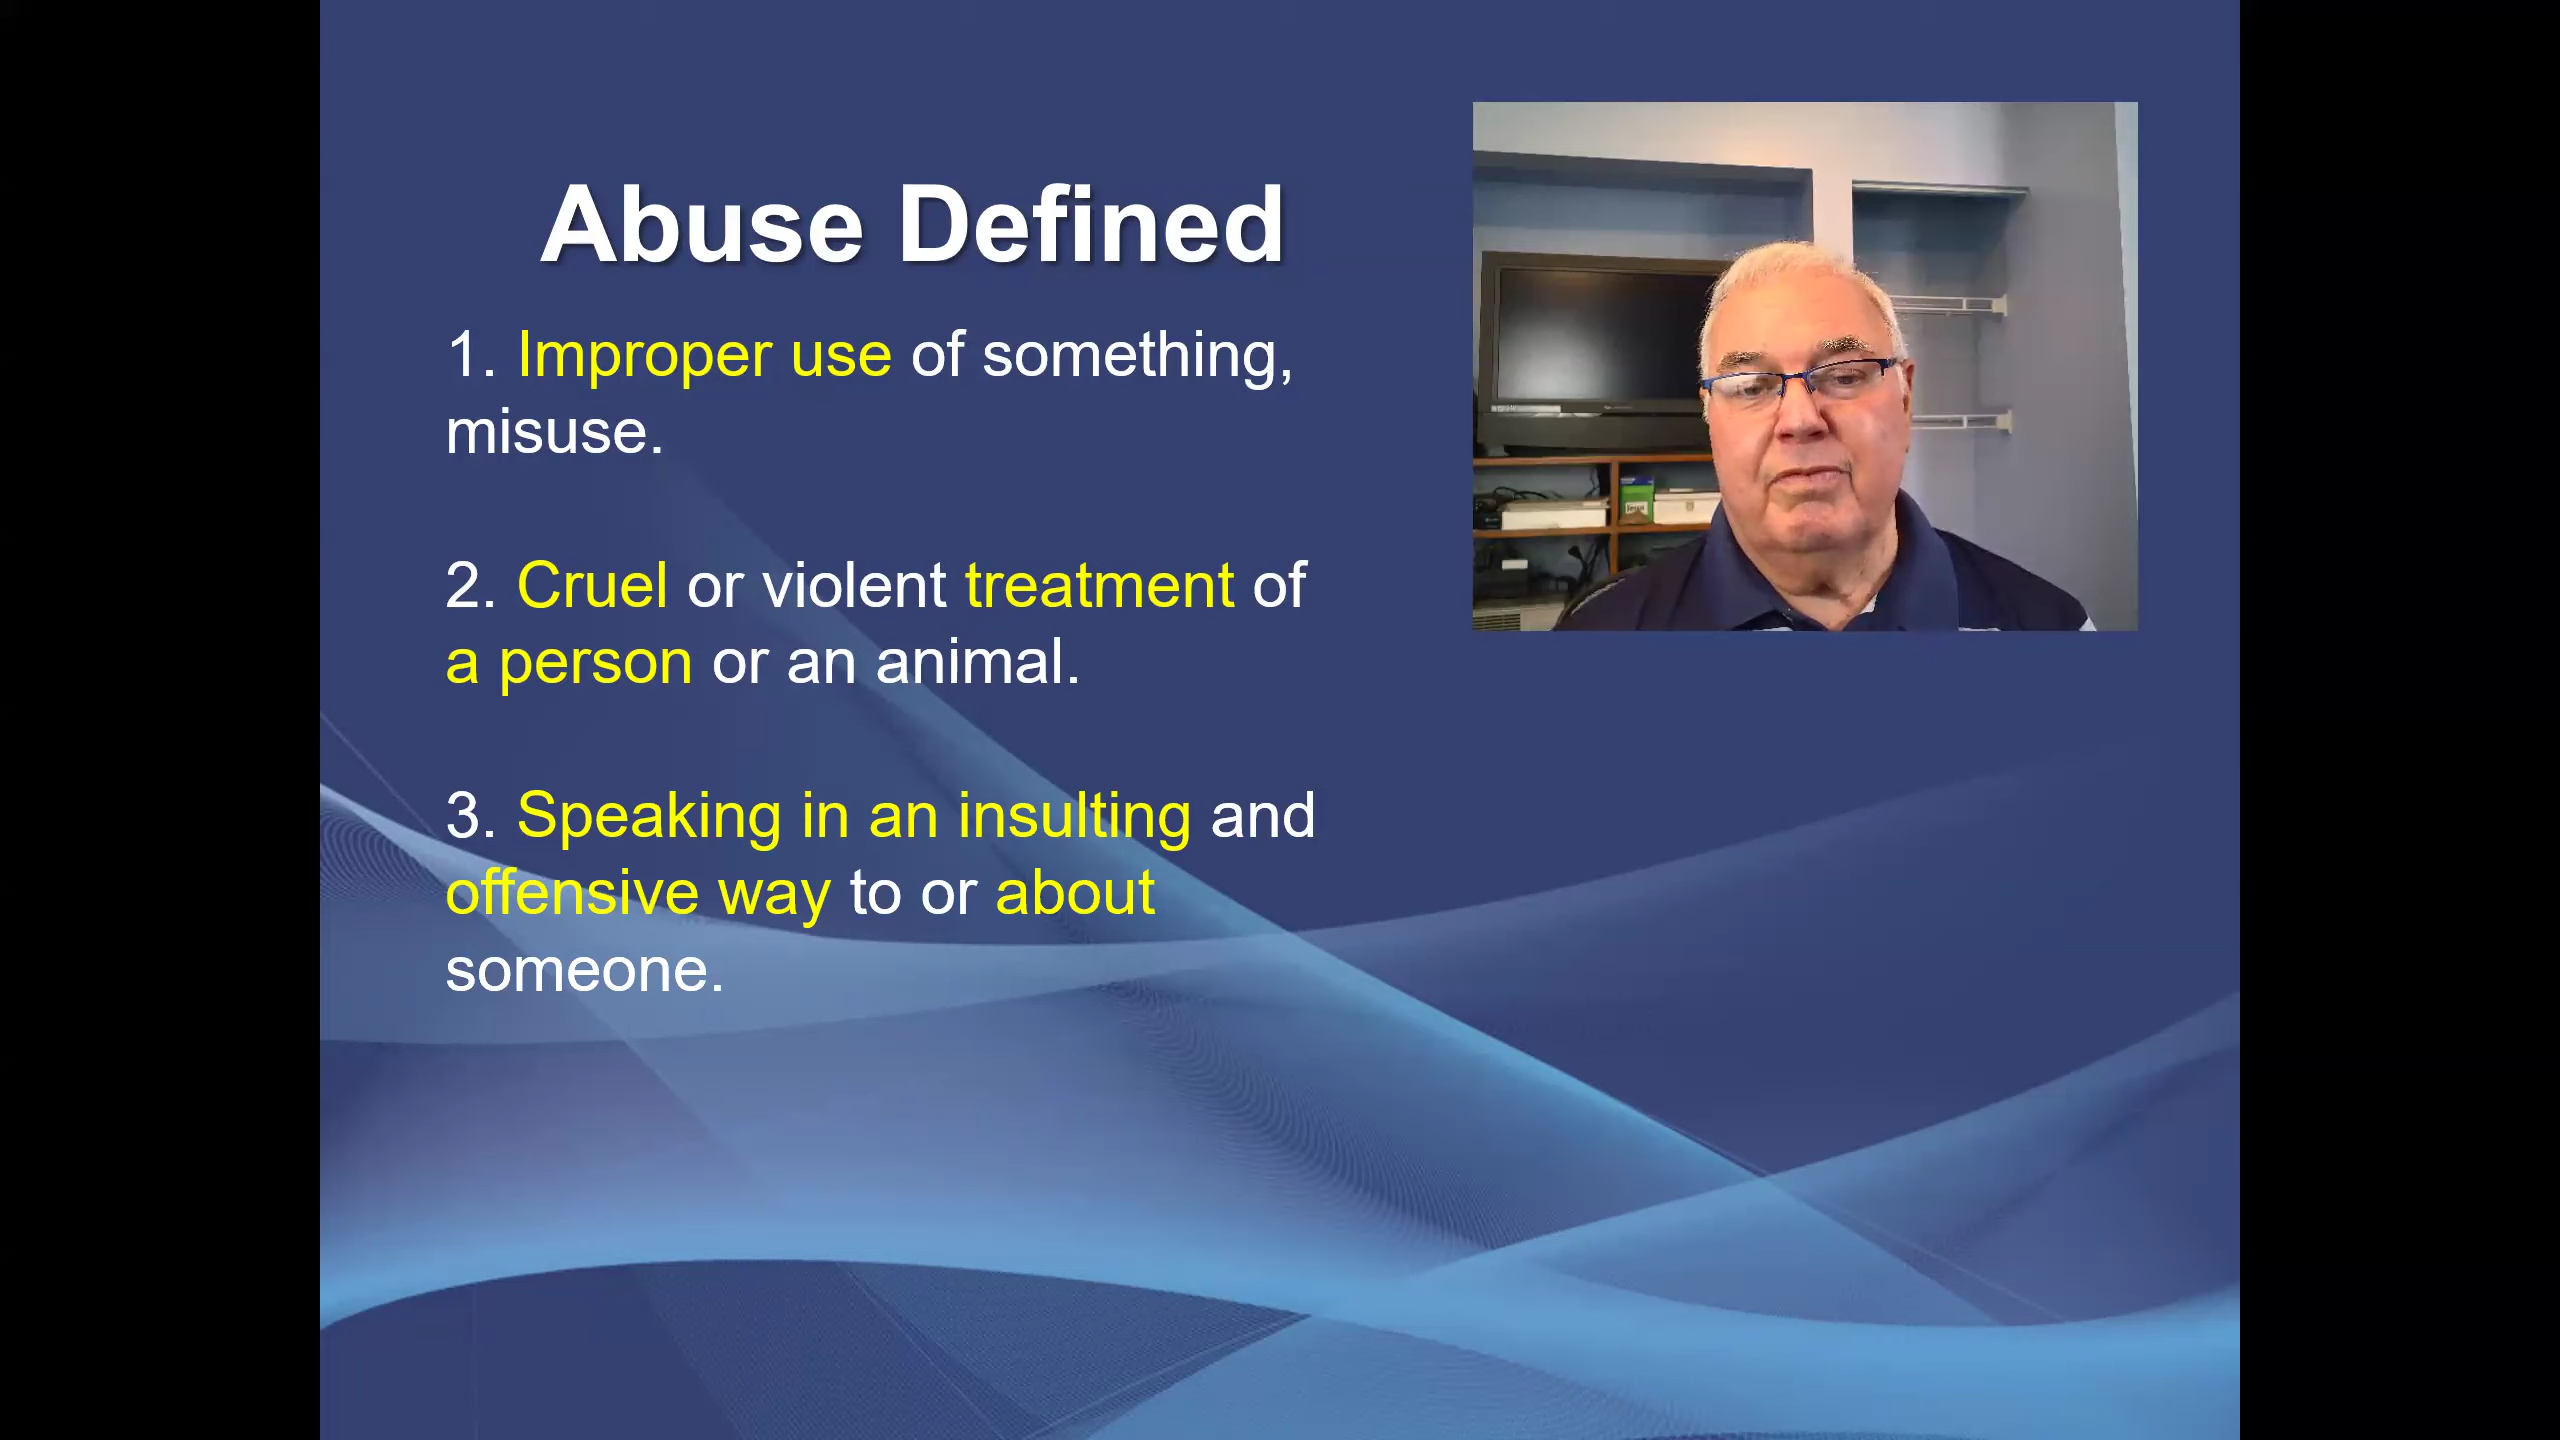 Abuse Defined
1. Improper use of something,
misuse.
2. Cruel or violent treatment of
a person or an animal.
3. Speaking in an insulting and
offensive way to or about
someone.